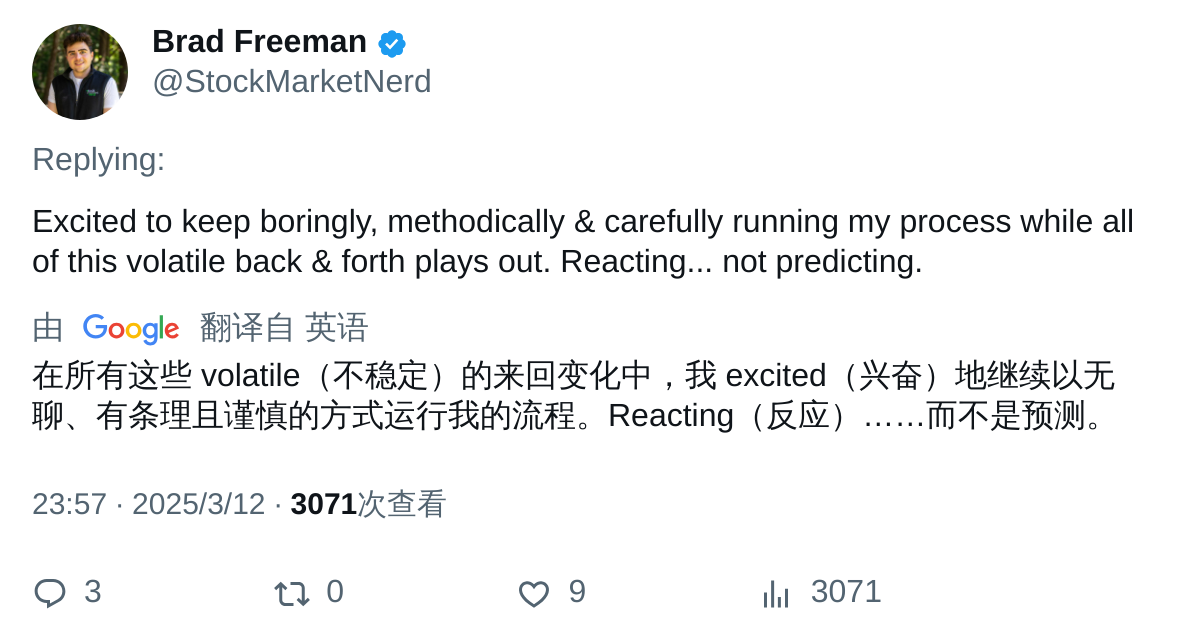 Brad Freeman
@StockMarketNerd
Replying:
Excited to keep boringly, methodically & carefully running my process while all
of this volatile back & forth plays out. Reacting... not predicting.
由 Google 翻译自 英语
在所有这些 volatile（不稳定）的来回变化中，我 excited（兴奋）地继续以无
聊、有条理且谨慎的方式运行我的流程。Reacting（反应）……而不是预测。
23:57 · 2025/3/12 · 3071次查看
3 0 9 3071